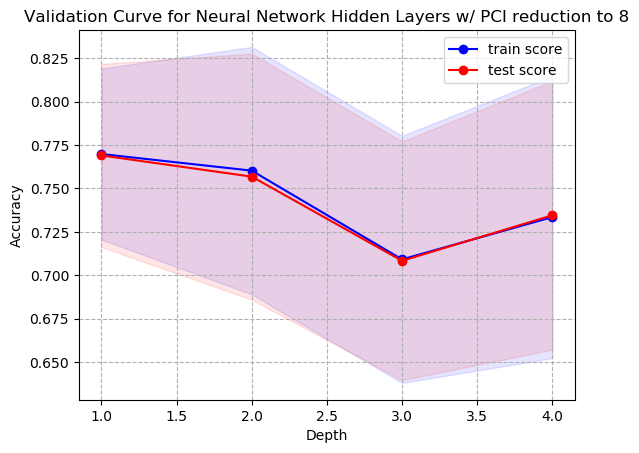 Validation Curve for Neural Network Hidden Layers w/ PCI reduction to 8
train score
test score
0.825
0.800
0.775
0.750
0.725
0.700
0.675
0.650
Accuracy
1.0 1.5 2.0 2.5 3.0 3.5 4.0
Depth